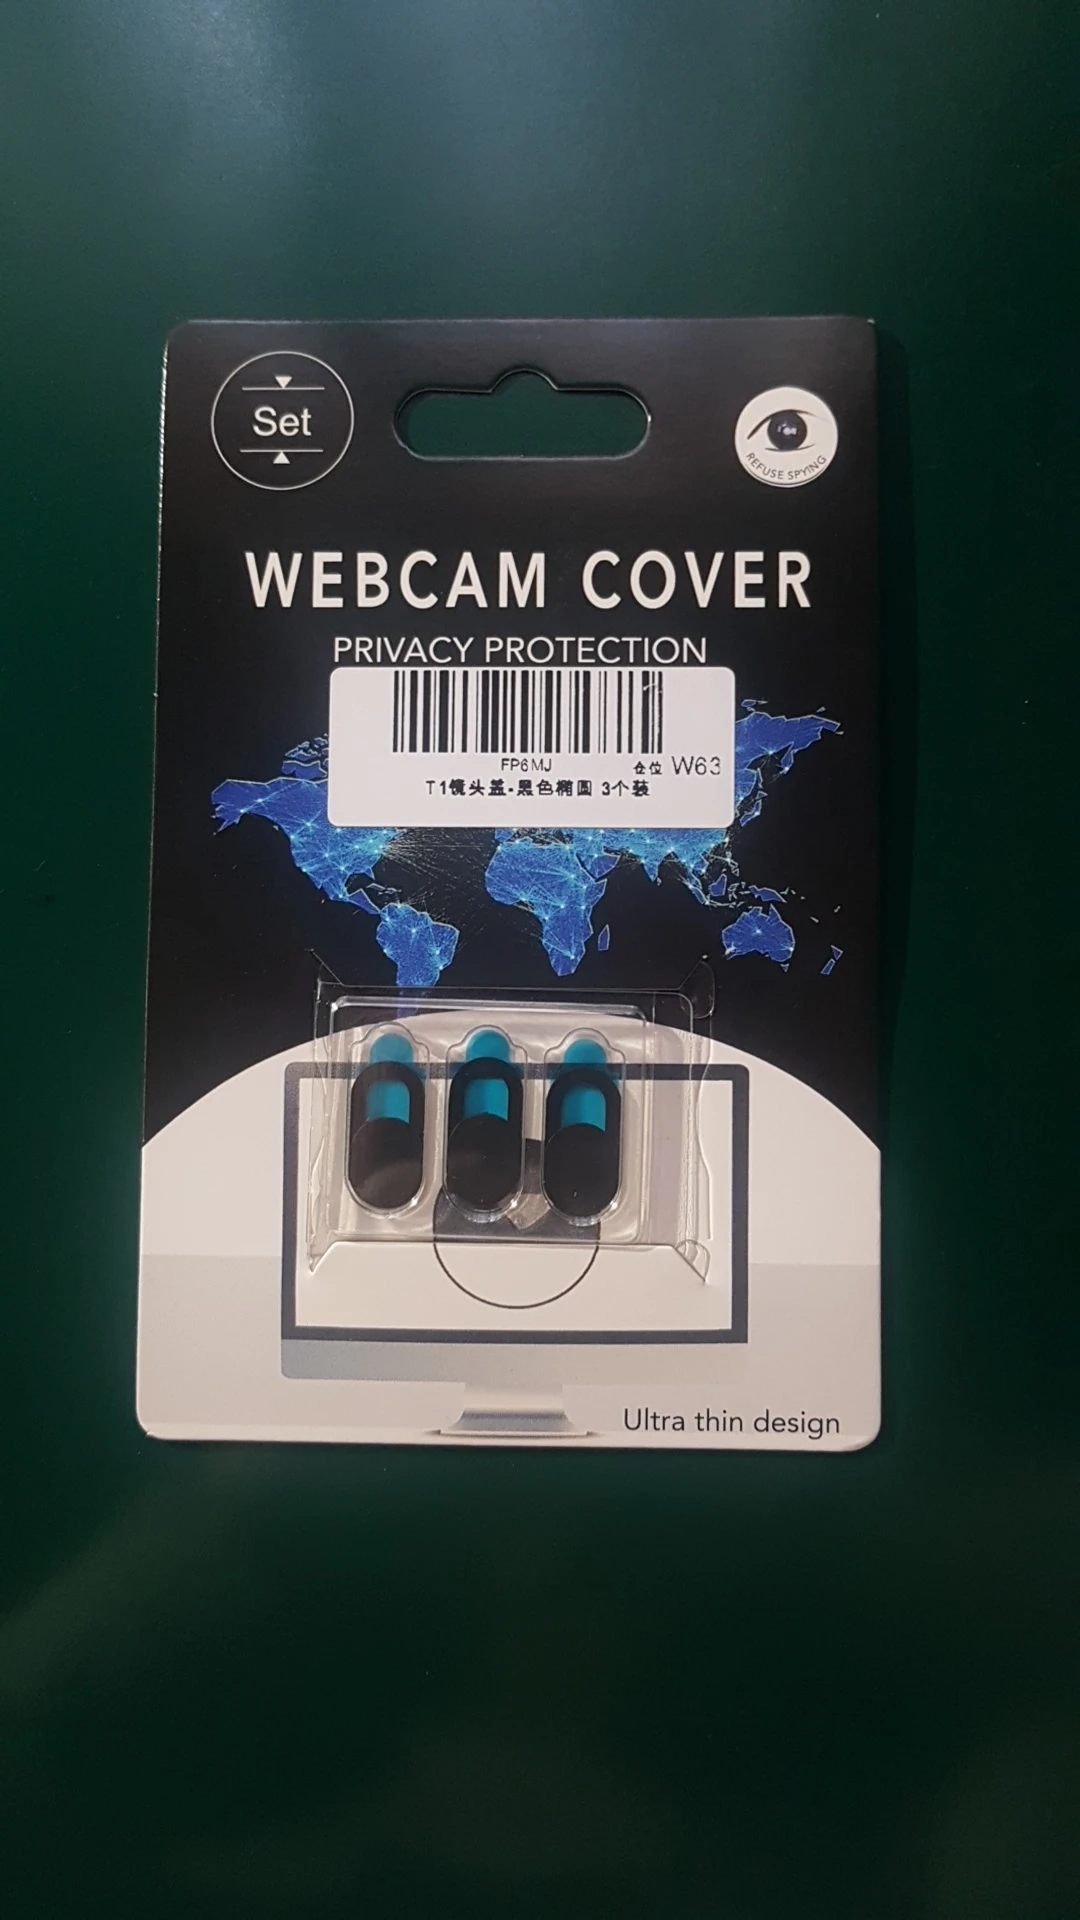 Set
REFUSE SPYING
WEBCAM COVER
PRIVACY PROTECTION
FP6MJ
仓位 W63
T1镜头盖-黑色椭圆 3个装
Ultra thin design